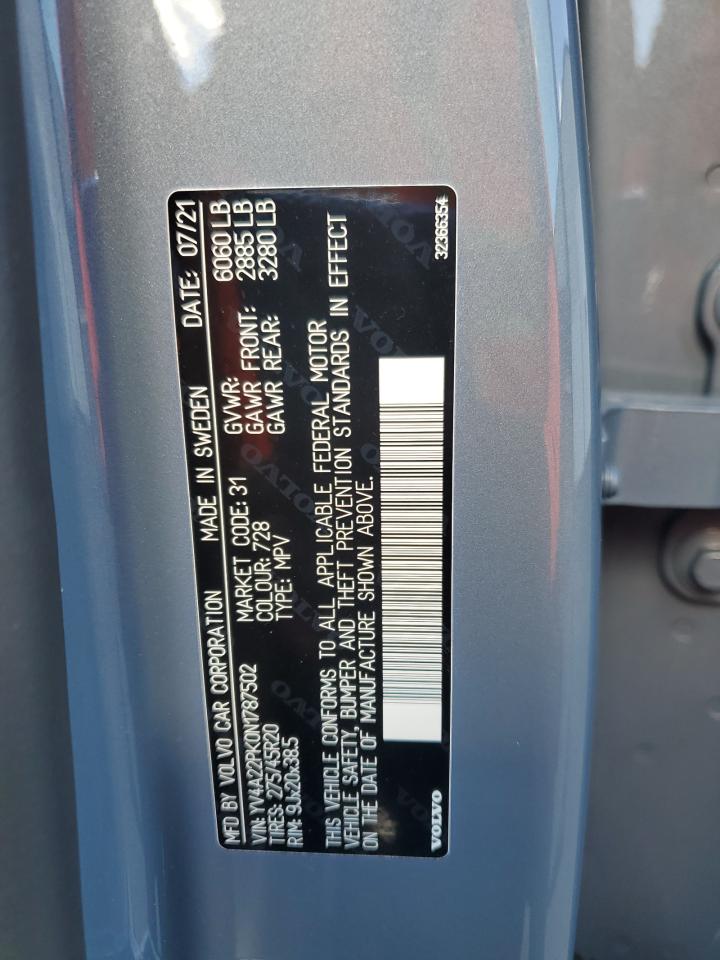 MFD BY VOLVO CAR CORPORATION MADE IN SWEDEN DATE: 07/21
VIN: YV4A22PK0N1787502 MARKET CODE: 31 GVWR: 6060 LB
TIRES: 275/45R20 COLOUR: 728 GAWR FRONT: 2885 LB
RIM: 9Jx20x38.5 TYPE: MPV GAWR REAR: 3280 LB
THIS VEHICLE CONFORMS TO ALL APPLICABLE FEDERAL MOTOR
VEHICLE SAFETY, BUMPER AND THEFT PREVENTION STANDARDS IN EFFECT
ON THE DATE OF MANUFACTURE SHOWN ABOVE.
VOLVO 32366354